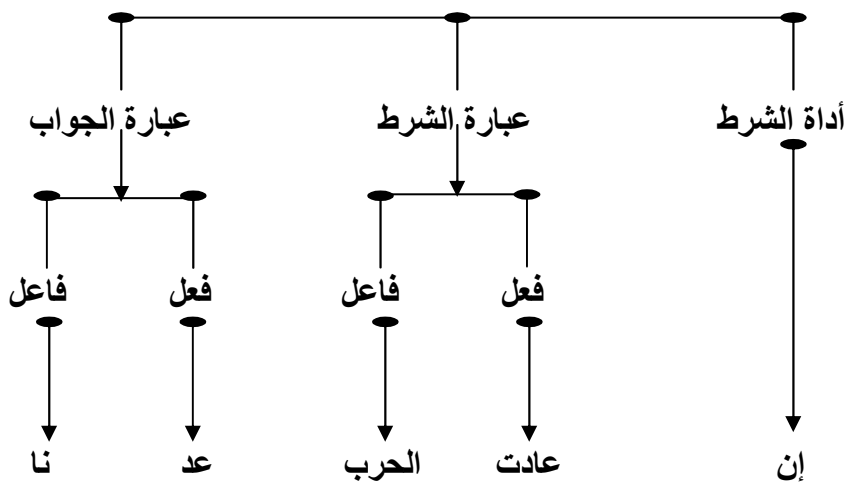 أداة الشرط عبارة الشرط عبارة الجواب
فعل فاعل فعل فاعل
إن عادت الحرب عد نا